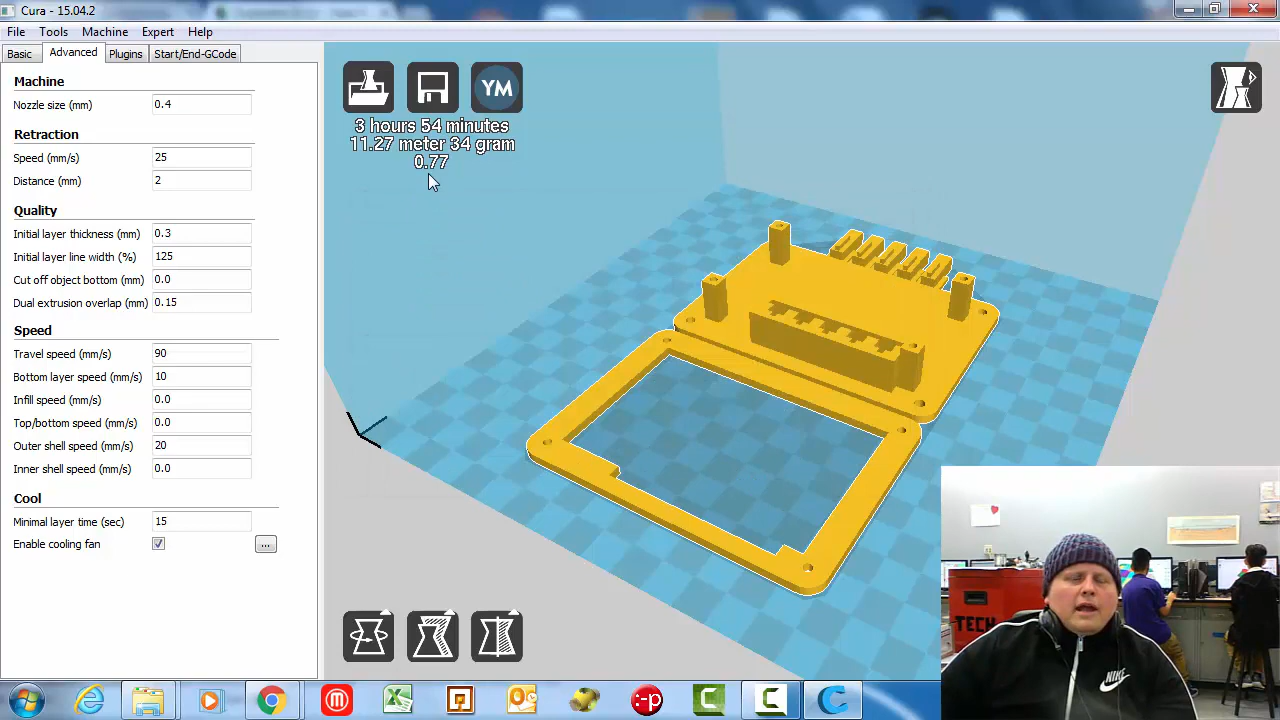 Cura - 15.04.2
File Tools Machine Expert Help
Basic Advanced Plugins Start/End-GCode
Machine
Nozzle size (mm) 0.4
Retraction
Speed (mm/s) 25
Distance (mm) 2
Quality
Initial layer thickness (mm) 0.3
Initial layer line width (%) 125
Cut off object bottom (mm) 0.0
Dual extrusion overlap (mm) 0.15
Speed
Travel speed (mm/s) 90
Bottom layer speed (mm/s) 10
Infill speed (mm/s) 0.0
Top/bottom speed (mm/s) 0.0
Outer shell speed (mm/s) 20
Inner shell speed (mm/s) 0.0
Cool
Minimal layer time (sec) 15
Enable cooling fan ...
YM
3 hours 54 minutes
11.27 meter 34 gram
0.77
TECH
NIKE